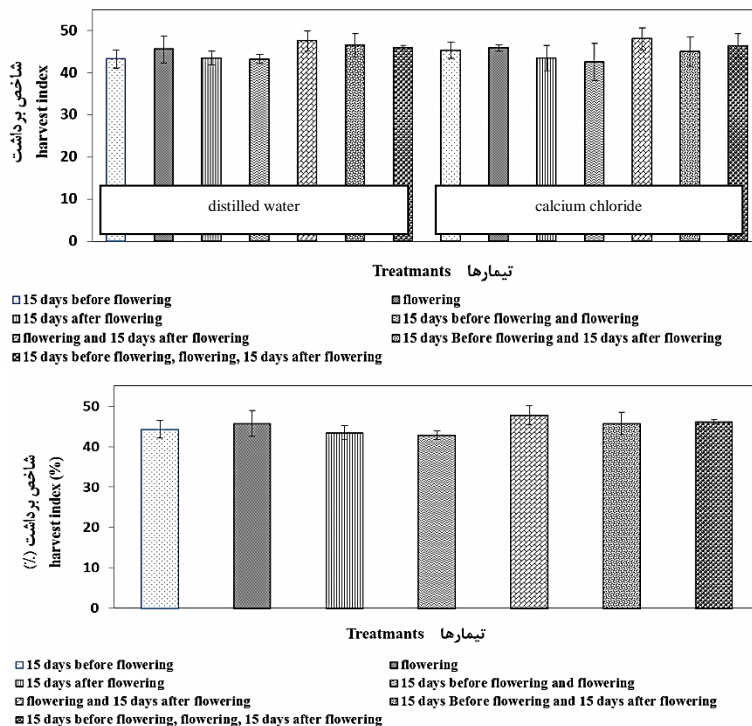 شاخص برداشت
harvest index
60
50
40
30
20
10
0
distilled water
calcium chloride
Treatmants تیمارها
15 days before flowering
flowering
15 days after flowering
15 days before flowering and flowering
flowering and 15 days after flowering
15 days Before flowering and 15 days after flowering
15 days before flowering, flowering, 15 days after flowering
شاخص برداشت (٪)
harvest index (%)
50
40
30
20
10
0
Treatmants تیمارها
15 days before flowering
flowering
15 days after flowering
15 days before flowering and flowering
flowering and 15 days after flowering
15 days Before flowering and 15 days after flowering
15 days before flowering, flowering, 15 days after flowering